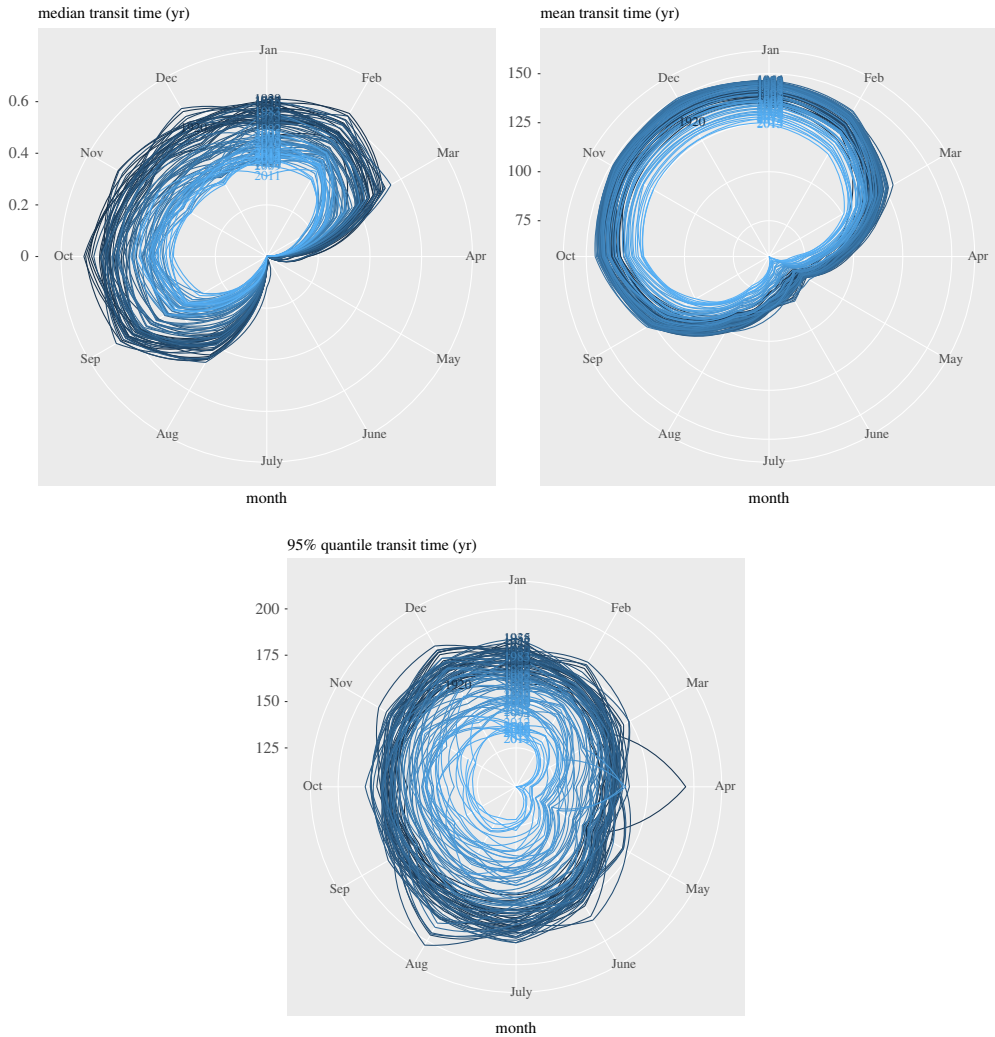 median transit time (yr)
Jan
Feb
Mar
Apr
May
June
July
Aug
Sep
Oct
Nov
Dec
0.6
0.4
0.2
0
2011
month
mean transit time (yr)
Jan
Feb
Mar
Apr
May
June
July
Aug
Sep
Oct
Nov
Dec
150
125
100
75
1920
month
95% quantile transit time (yr)
Jan
Feb
Mar
Apr
May
June
July
Aug
Sep
Oct
Nov
Dec
200
175
150
125
1920
month